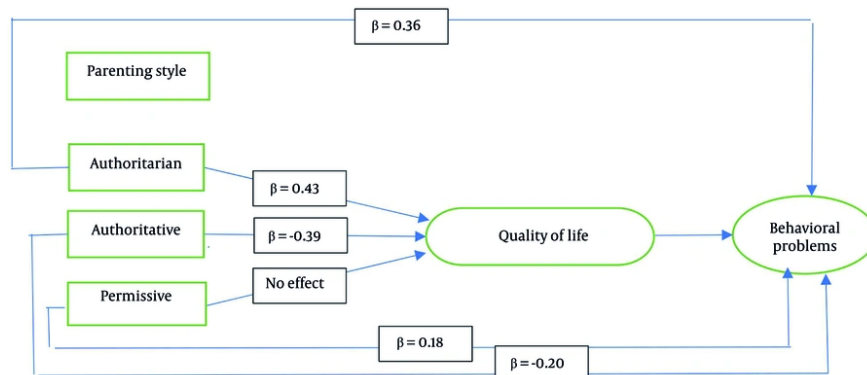 β = 0.36
Parenting style
Authoritarian
β = 0.43
Authoritative
β = -0.39
Quality of life
Behavioral
problems
Permissive
No effect
β = 0.18
β = -0.20